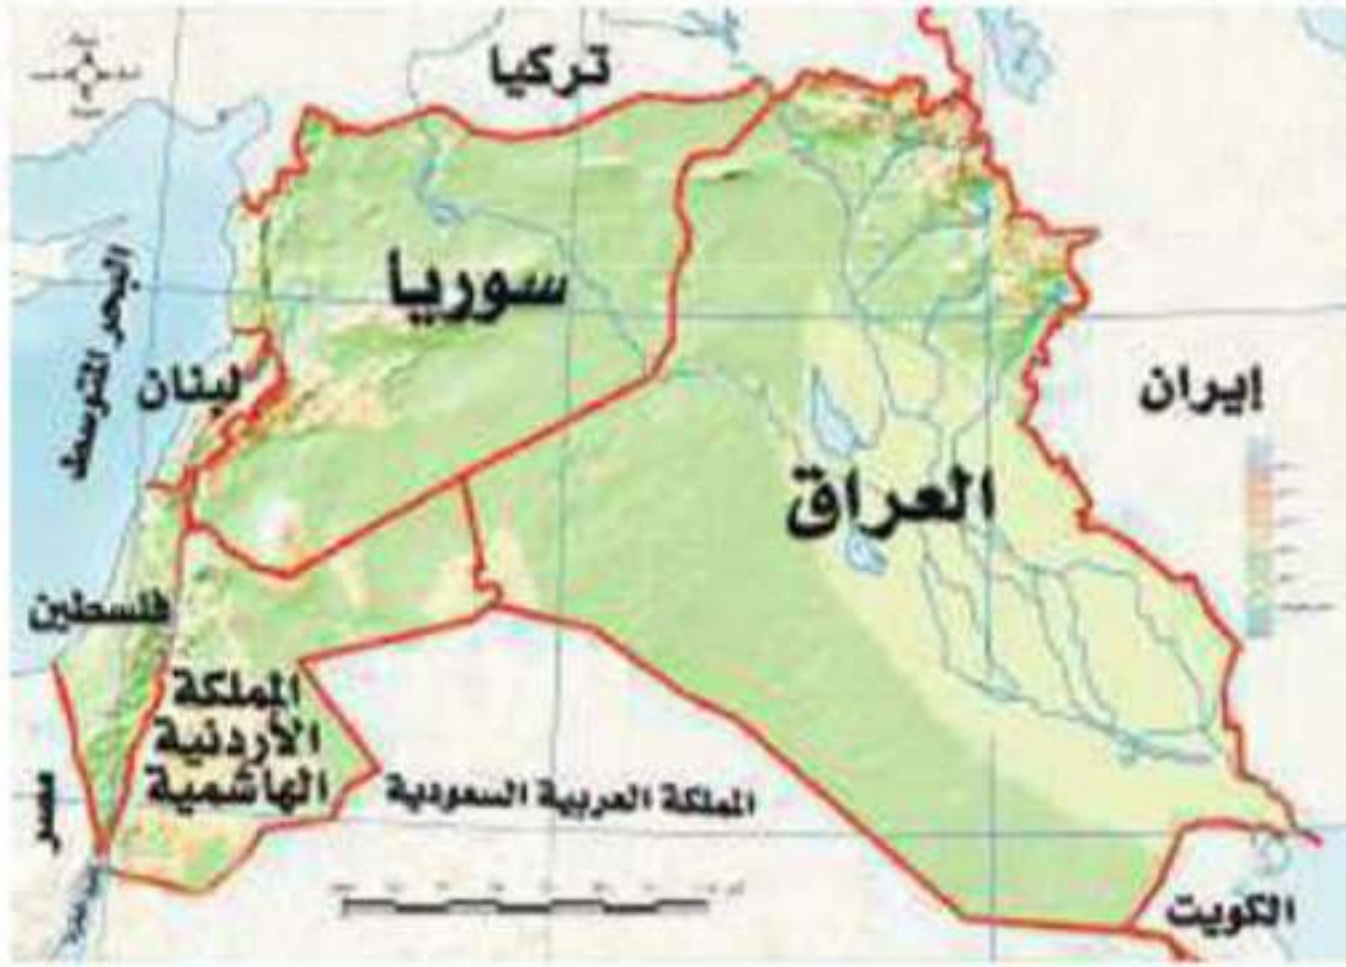 تركيا
سوريا
البحر المتوسط
لبنان
إيران
العراق
فلسطين
المملكة
الأردنية
الهاشمية
المملكة العربية السعودية
مصر
الكويت